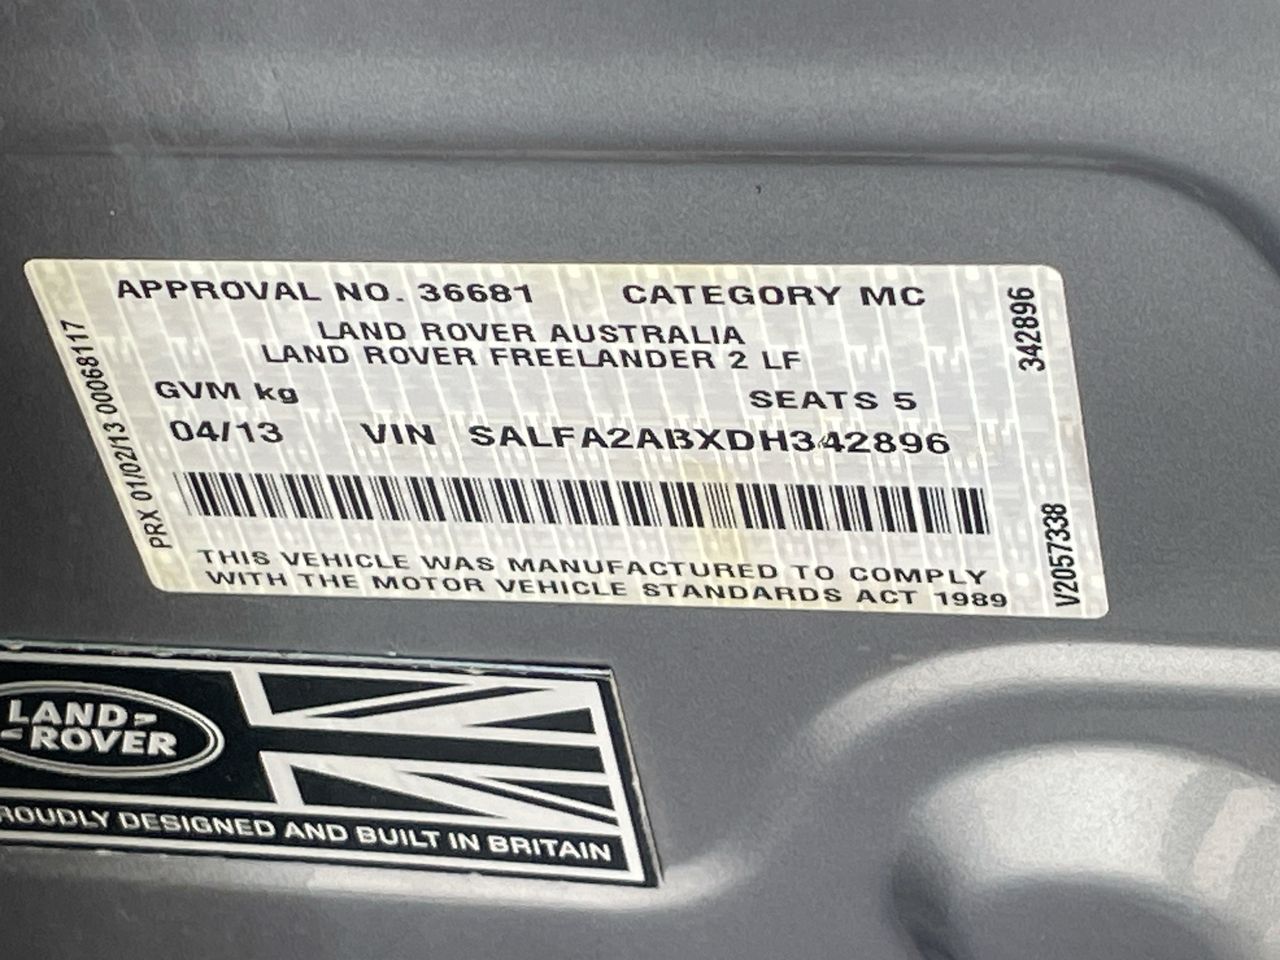 APPROVAL NO. 36681 CATEGORY MC
LAND ROVER AUSTRALIA
LAND ROVER FREELANDER 2 LF
GVM kg SEATS 5
04/13 VIN SALFA2ABXDH342896
THIS VEHICLE WAS MANUFACTURED TO COMPLY
WITH THE MOTOR VEHICLE STANDARDS ACT 1989
PRX 01/02/13 00068117
342896
V2057338
LAND
ROVER
ROUDLY DESIGNED AND BUILT IN BRITAIN